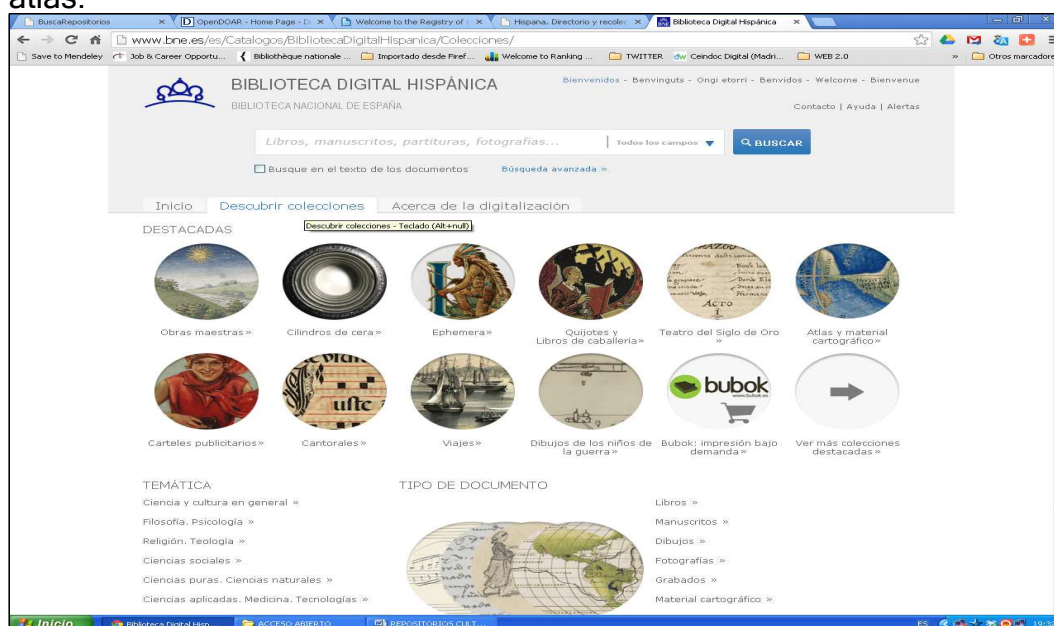 atlas.
BuscaRepositorios
OpenDOAR - Home Page - Di
Welcome to the Registry of
Hispana. Directorio y recolec
Biblioteca Digital Hispánica
www.bne.es/es/Catalogos/BibliotecaDigitalHispanica/Colecciones/
Save to Mendeley
Job & Career Opportu...
Bibliothèque nationale ...
Importado desde Firef...
Welcome to Ranking ...
TWITTER
Ceindoc Digital (Madri...
WEB 2.0
»
Otros marcadores
BIBLIOTECA DIGITAL HISPÁNICA
BIBLIOTECA NACIONAL DE ESPAÑA
Bienvenidos - Benvinguts - Ongi etorri - Benvidos - Welcome - Bienvenue
Contacto | Ayuda | Alertas
Libros, manuscritos, partituras, fotografías...
Todos los campos
BUSCAR
Busque en el texto de los documentos
Búsqueda avanzada »
Inicio
Descubrir colecciones
Acerca de la digitalización
Descubrir colecciones - Teclado (Alt+null)
DESTACADAS
ACTO
I
Obras maestras»
Cilindros de cera»
Ephemera»
Quijotes y
Libros de caballería»
Teatro del Siglo de Oro
»
Atlas y material
cartográfico»
bubok
www.bubok.es
Carteles publicitarios»
Cantorales»
Viajes»
Dibujos de los niños de
la guerra»
Bubok: impresión bajo
demanda»
Ver más colecciones
destacadas»
TEMÁTICA
Ciencia y cultura en general »
Filosofía. Psicología »
Religión. Teología »
Ciencias sociales »
Ciencias puras. Ciencias naturales »
Ciencias aplicadas. Medicina. Tecnologías »
TIPO DE DOCUMENTO
Libros »
Manuscritos »
Dibujos »
Fotografías »
Grabados »
Material cartográfico »
Inicio
Biblioteca Digital Hisp...
ACCESO ABIERTO
REPOSITORIOS CULT...
ES
19:32